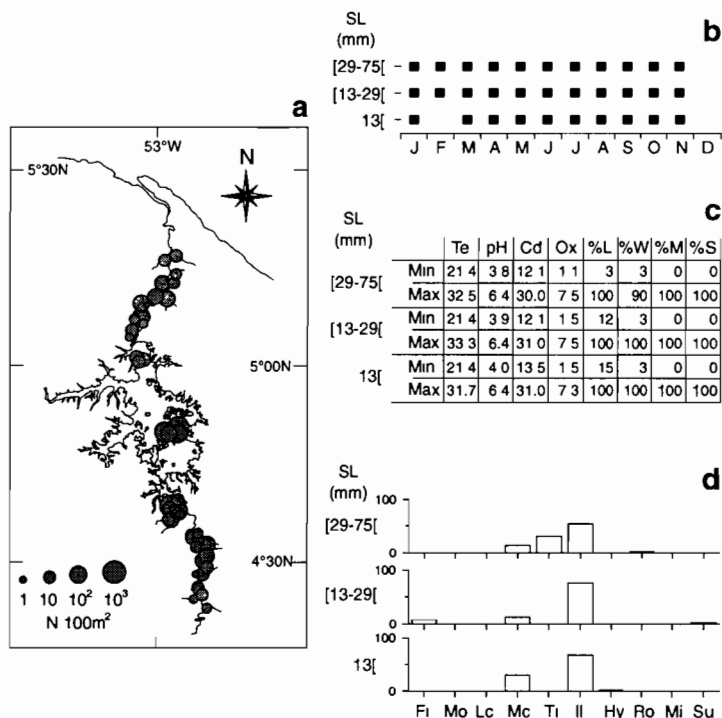 a
53°W
5°30N
N
5°00N
4°30N
1 10 10² 10³
N 100m²
b
SL
(mm)
[29-75[
[13-29[
13[
J F M A M J J A S O N D
c
SL
(mm)
Te pH Cd Ox %L %W %M %S
[29-75[ Min 21 4 3 8 12 1 1 1 3 3 0 0
Max 32 5 6 4 30.0 7 5 100 90 100 100
[13-29[ Min 21 4 3 9 12 1 1 5 12 3 0 0
Max 33 3 6.4 31 0 7 5 100 100 100 100
13[ Min 21 4 4 0 13 5 1 5 15 3 0 0
Max 31.7 6 4 31.0 7 3 100 100 100 100
d
SL
(mm)
[29-75[ 100 0
[13-29[ 100 0
13[ 100 0
Fı Mo Lc Mc Tı Il Hy Ro Mi Su